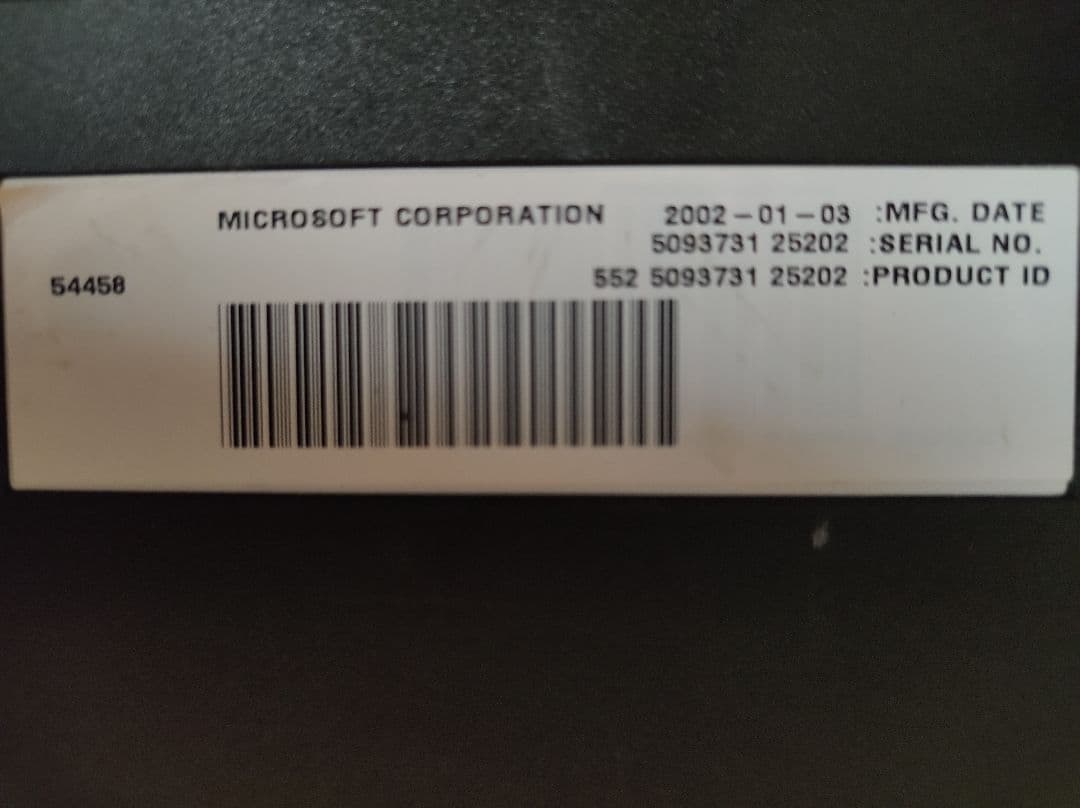 MICROSOFT CORPORATION 2002-01-03 :MFG. DATE
5093731 25202 :SERIAL NO.
54458 552 5093731 25202 :PRODUCT ID